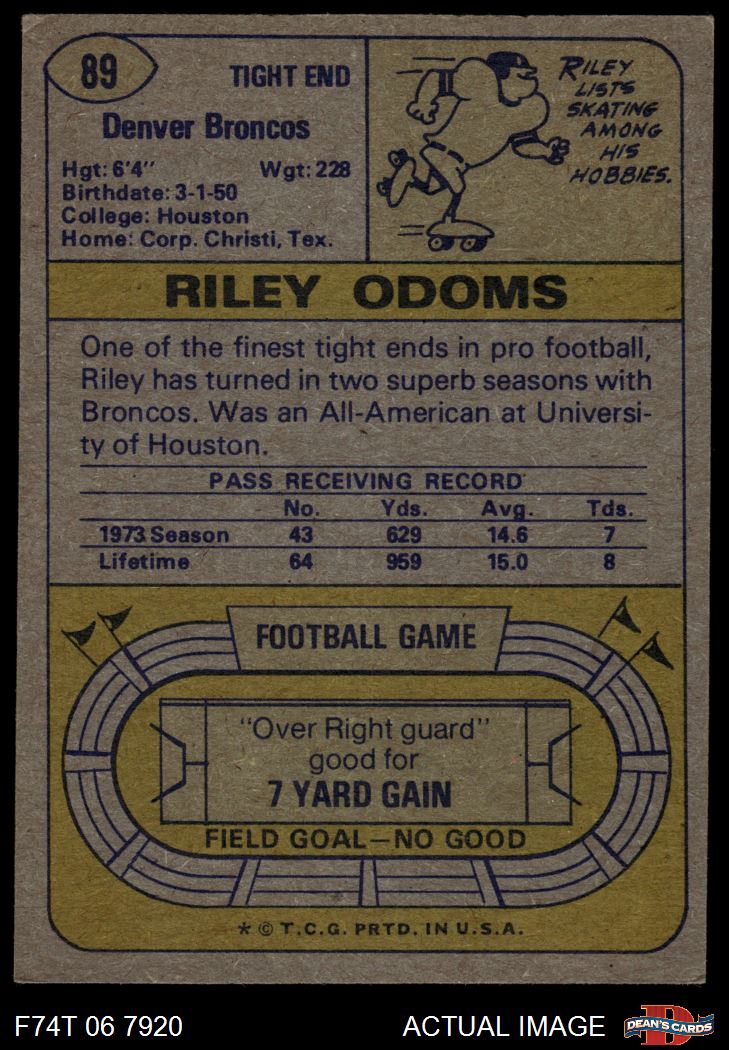 89
TIGHT END
Denver Broncos
Hgt: 6'4" Wgt: 228
Birthdate: 3-1-50
College: Houston
Home: Corp. Christi, Tex.
RILEY
LISTS
SKATING
AMONG
HIS
HOBBIES.
RILEY ODOMS
One of the finest tight ends in pro football,
Riley has turned in two superb seasons with
Broncos. Was an All-American at Universi-
ty of Houston.
PASS RECEIVING RECORD
No. Yds. Avg. Tds.
1973 Season 43 629 14.6 7
Lifetime 64 959 15.0 8
FOOTBALL GAME
"Over Right guard"
good for
7 YARD GAIN
FIELD GOAL—NO GOOD
* © T.C.G. PRTD. IN U.S.A.
F74T 06 7920
ACTUAL IMAGE
D
DEAN'S CARDS